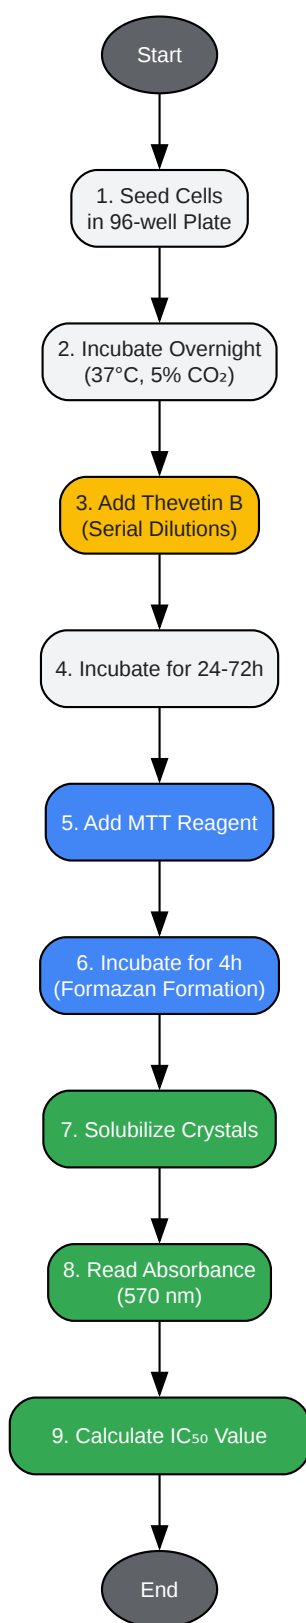 Start
1. Seed Cells
in 96-well Plate
2. Incubate Overnight
(37°C, 5% CO₂)
3. Add Thevetin B
(Serial Dilutions)
4. Incubate for 24-72h
5. Add MTT Reagent
6. Incubate for 4h
(Formazan Formation)
7. Solubilize Crystals
8. Read Absorbance
(570 nm)
9. Calculate IC₅₀ Value
End